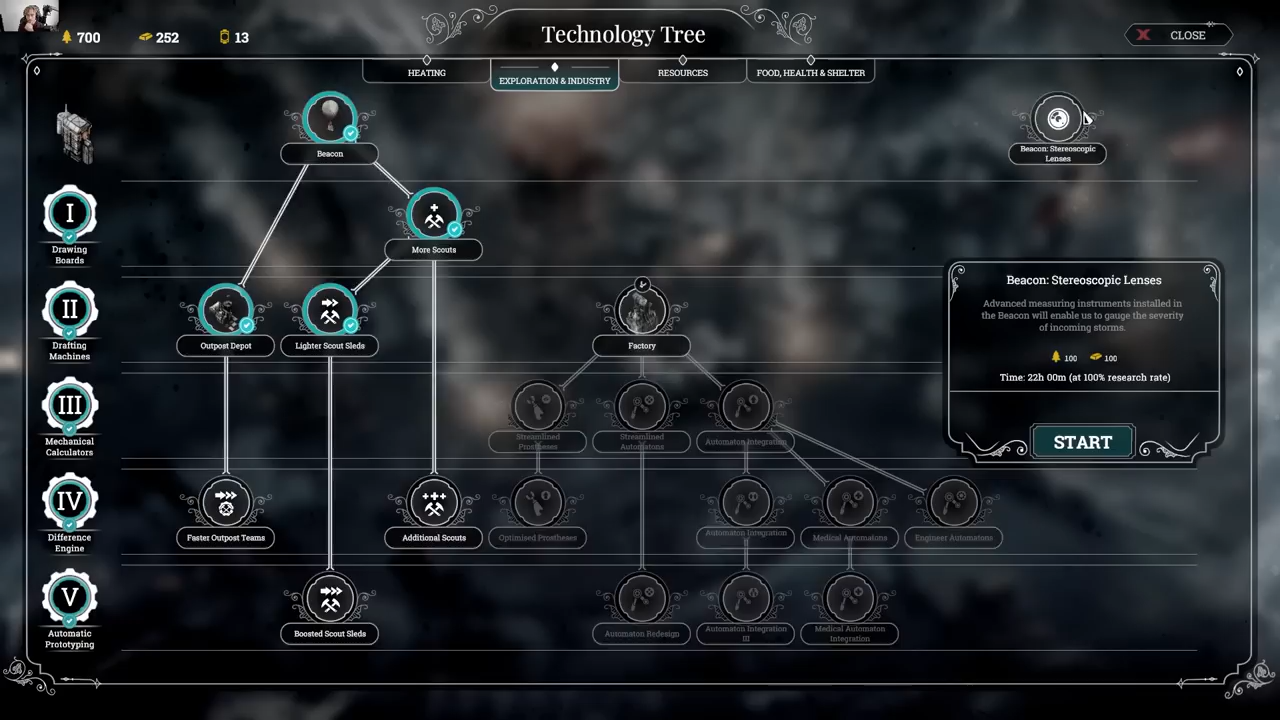 700
252
13
Technology Tree
CLOSE
HEATING
EXPLORATION & INDUSTRY
RESOURCES
FOOD, HEALTH & SHELTER
Beacon
Beacon: Stereoscopic
Lenses
I
Drawing
Boards
More Scouts
Beacon: Stereoscopic Lenses
Advanced measuring instruments installed in
the Beacon will enable us to gauge the severity
of incoming storms.
100
100
Time: 22h 00m (at 100% research rate)
START
II
Drafting
Machines
Outpost Depot
Lighter Scout Sleds
Factory
III
Mechanical
Calculators
Streamlined
Prostheses
Streamlined
Automatons
Automaton Integration
IV
Difference
Engine
Faster Outpost Teams
Additional Scouts
Optimised Prostheses
Automaton Integration
Medical Automatons
Engineer Automatons
V
Automatic
Prototyping
Boosted Scout Sleds
Automaton Redesign
Automaton Integration
III
Medical Automaton
Integration